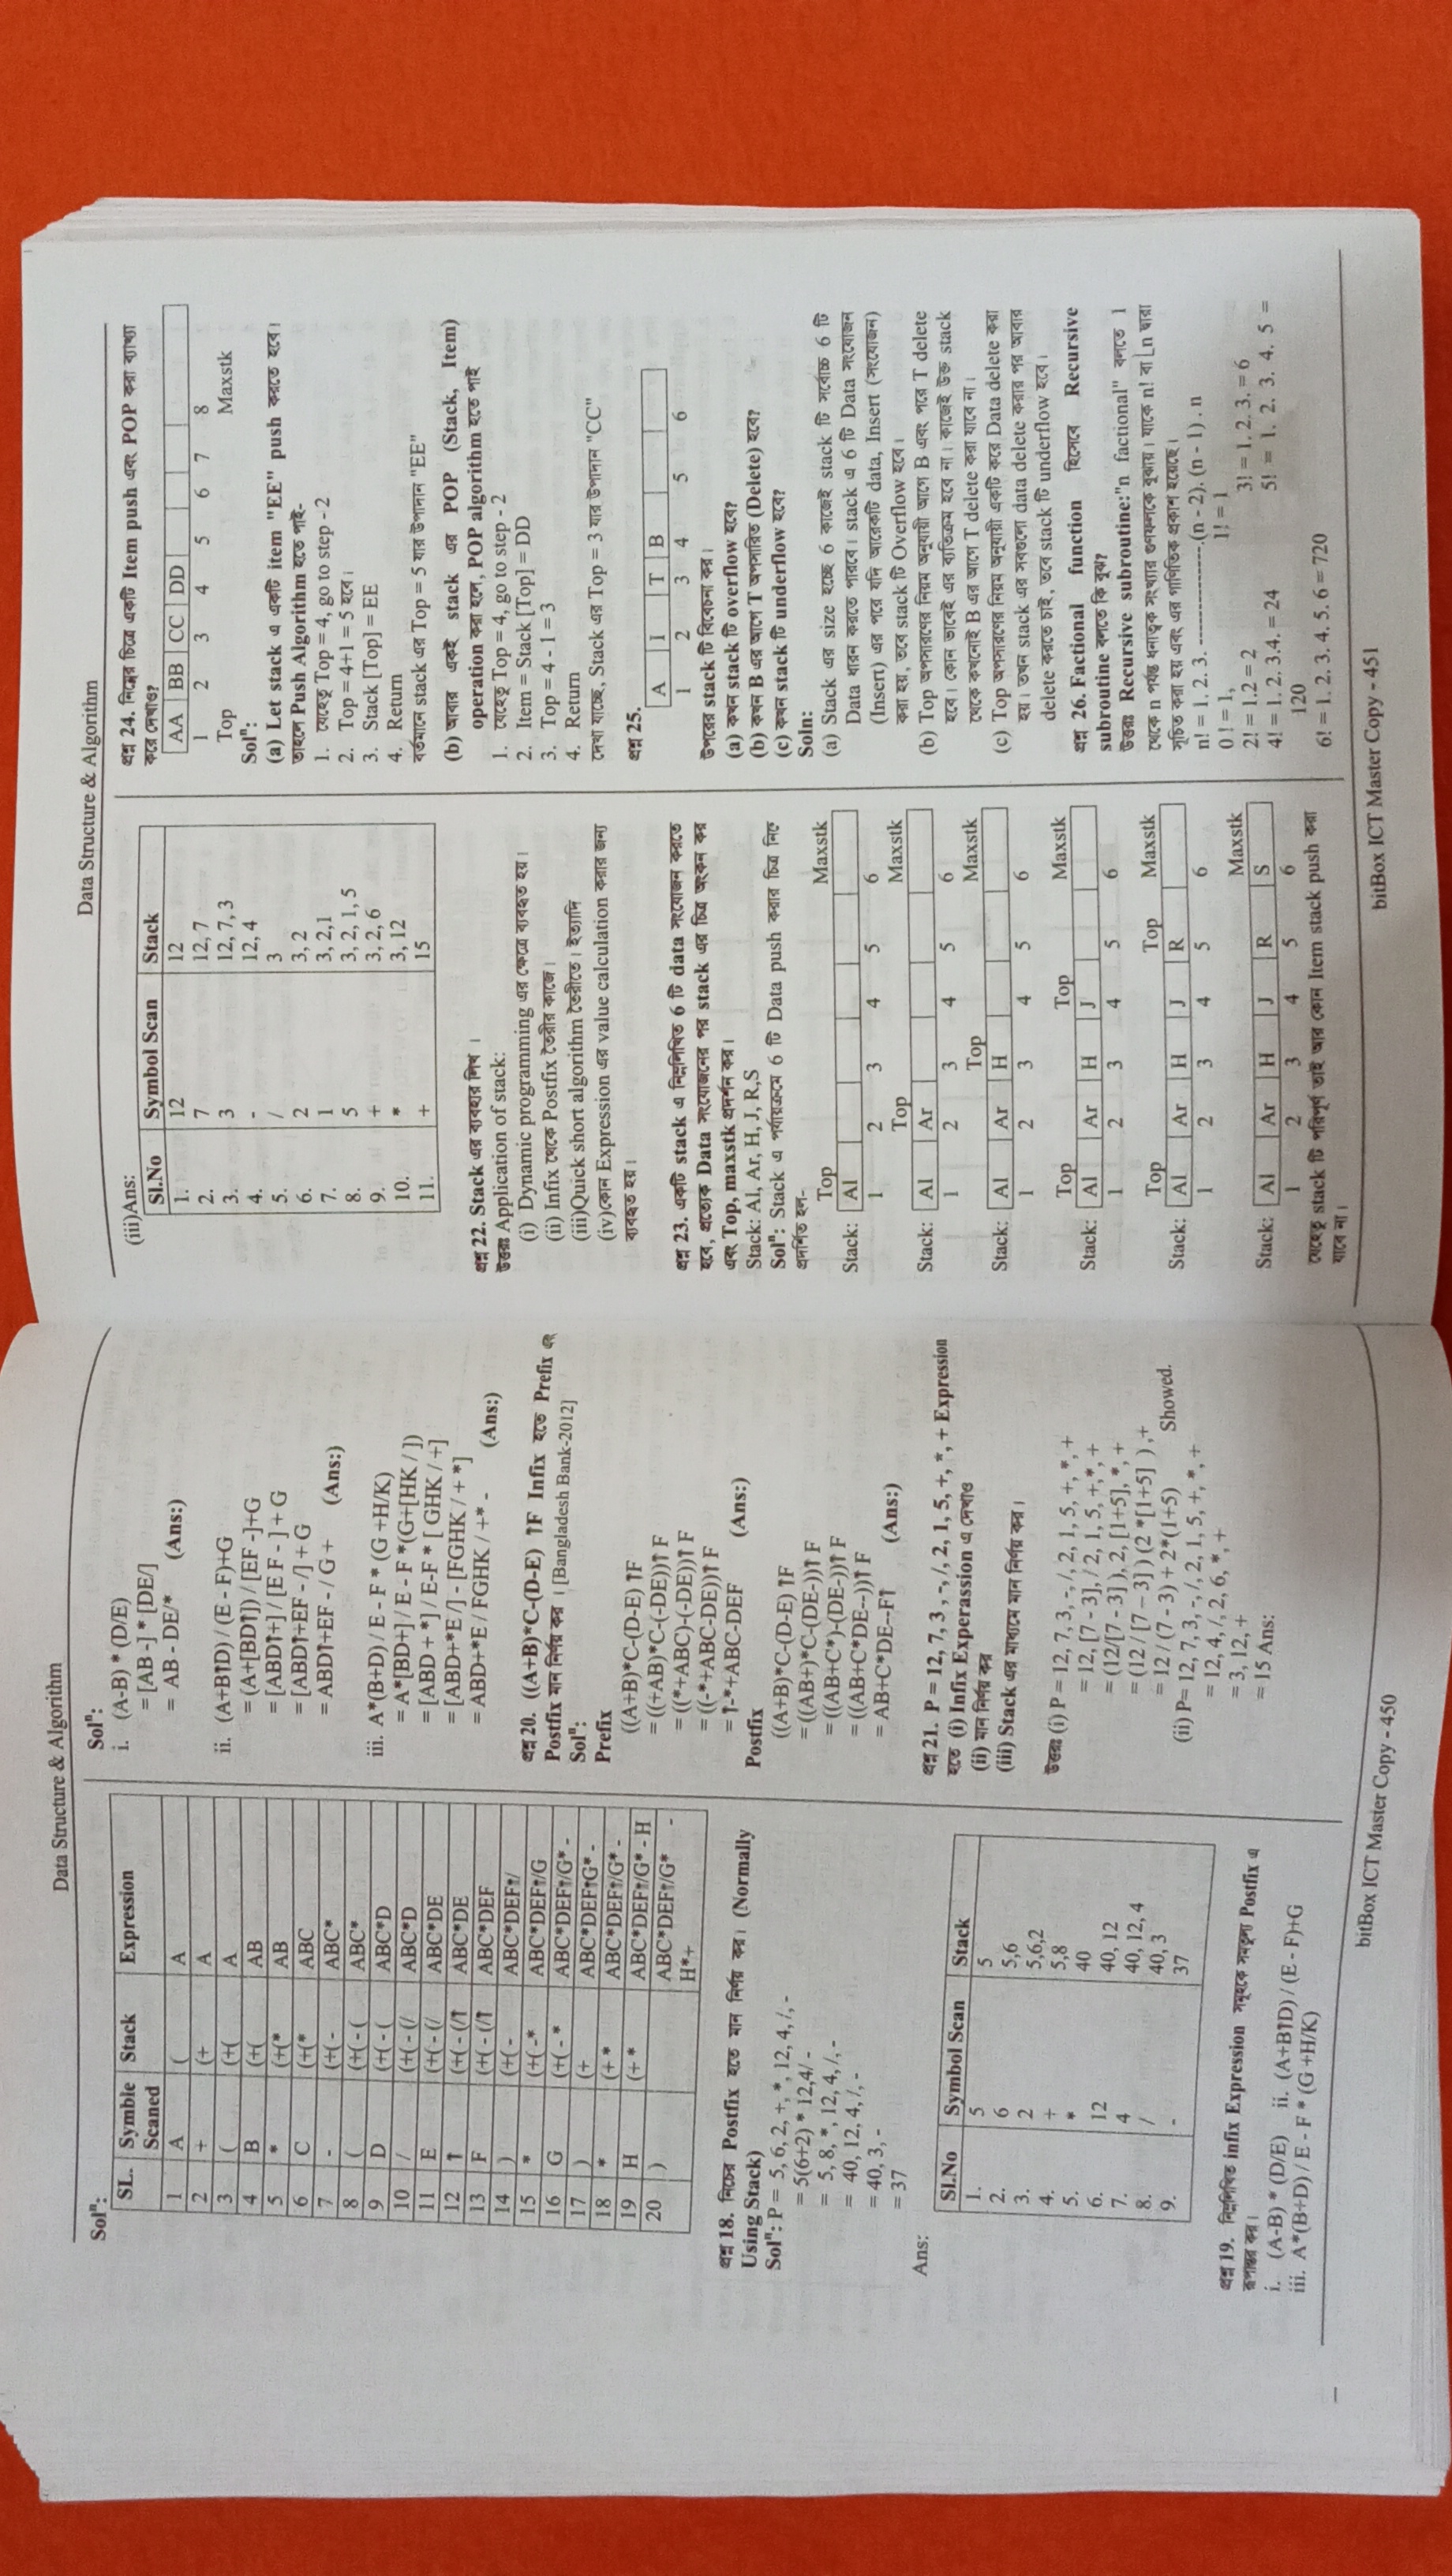 Data Structure & Algorithm
Solⁿ:
SL. Symble Scaned Stack Expression
1 A ( A
2 + (+ A
3 ( (+( A
4 B (+( AB
5 * (+(* AB
6 C (+(* ABC
7 - (+( - ABC*
8 ( (+( - ( ABC*
9 D (+( - ( ABC*D
10 / (+( - (/ ABC*D
11 E (+( - (/ ABC*DE
12 ↑ (+( - (/↑ ABC*DE
13 F (+( - (/↑ ABC*DEF
14 ) (+( - ABC*DEF↑/
15 * (+( -* ABC*DEF↑/G
16 G (+( - * ABC*DEF↑/G* -
17 ) (+ ABC*DEF↑G* -
18 * (+ * ABC*DEF↑/G* -
19 H (+ * ABC*DEF↑/G* - H
20 ) ABC*DEF↑/G* -
H*+
প্রশ্ন 18. নিচের Postfix হতে মান নির্ণয় কর। (Normally
Using Stack)
Solⁿ: P = 5, 6, 2, +, *, 12, 4, /, -
= 5(6+2) * 12,4/ -
= 5, 8, *, 12, 4, /, -
= 40, 12, 4, /, -
= 40, 3, -
= 37
Ans:
Sl.No Symbol Scan Stack
1. 5 5
2. 6 5,6
3. 2 5,6,2
4. + 5,8
5. * 40
6. 12 40, 12
7. 4 40, 12, 4
8. / 40, 3
9. - 37
প্রশ্ন 19. নিম্নলিখিত infix Expression সমূহকে সমতুল্য Postfix এ
রূপান্তর কর।
i. (A-B) * (D/E) ii. (A+B↑D) / (E - F)+G
iii. A*(B+D) / E - F * (G +H/K)
Solⁿ:
i. (A-B) * (D/E)
= [AB -] * [DE/]
= AB - DE/* (Ans:)
ii. (A+B↑D) / (E - F)+G
= (A+[BD↑]) / [EF -]+G
= [ABD↑+] / [E F - ] + G
= [ABD↑+EF - /] + G
= ABD↑+EF - / G + (Ans:)
iii. A*(B+D) / E - F * (G +H/K)
= A*[BD+] / E - F *(G+[HK / ])
= [ABD + *] / E-F * [ GHK / +]
= [ABD+*E /] - [FGHK / + *]
= ABD+*E / FGHK / +* - (Ans:)
প্রশ্ন 20. ((A+B)*C-(D-E) ↑F Infix হতে Prefix এবং
Postfix মান নির্ণয় কর। [Bangladesh Bank-2012]
Solⁿ:
Prefix
((A+B)*C-(D-E) ↑F
= ((+AB)*C-(-DE))↑ F
= ((*+ABC)-(-DE))↑ F
= ((-*+ABC-DE))↑ F
= ↑-*+ABC-DEF (Ans:)
Postfix
((A+B)*C-(D-E) ↑F
= ((AB+)*C-(DE-))↑ F
= ((AB+C*)-(DE-))↑ F
= ((AB+C*DE--))↑ F
= AB+C*DE--F↑ (Ans:)
প্রশ্ন 21. P = 12, 7, 3 , -, /, 2, 1, 5, +, *, + Expression
হতে (i) Infix Experassion এ দেখাও
(ii) মান নির্ণয় কর
(iii) Stack এর মাধ্যমে মান নির্ণয় কর।
উত্তরঃ (i) P = 12, 7, 3, -, /, 2, 1, 5, +, *, +
= 12, [7 - 3], / 2, 1, 5, +,*, +
= (12/[7 - 3] ), 2, [1+5], *, +
= (12 / [7 – 3] ) (2 *[1+5] ) ,+
= 12 / (7 - 3) + 2*(1+5) Showed.
(ii) P= 12, 7, 3, -, /, 2, 1, 5, +, *, +
= 12, 4, /, 2, 6, *, +
= 3, 12, +
= 15 Ans:
bitBox ICT Master Copy - 450
Data Structure & Algorithm
(iii)Ans:
Sl.No Symbol Scan Stack
1. 12 12
2. 7 12, 7
3. 3 12, 7, 3
4. - 12, 4
5. / 3
6. 2 3, 2
7. 1 3, 2,1
8. 5 3, 2, 1, 5
9. + 3, 2, 6
10. * 3, 12
11. + 15
প্রশ্ন 22. Stack এর ব্যবহার লিখ ।
উত্তরঃ Application of stack:
(i) Dynamic programming এর ক্ষেত্রে ব্যবহৃত হয়।
(ii) Infix থেকে Postfix তৈরীর কাজে।
(iii)Quick short algorithm তৈরীতে। ইত্যাদি
(iv)কোন Expression এর value calculation করার জন্য
ব্যবহৃত হয়।
প্রশ্ন 23. একটি stack এ নিম্নলিখিত 6 টি data সংযোজন করতে
হবে, প্রত্যেক Data সংযোজনের পর stack এর চিত্র অংকন কর
এবং Top, maxstk প্রদর্শন কর।
Stack: Al, Ar, H, J, R,S
Solⁿ: Stack এ পর্যায়ক্রমে 6 টি Data push করার চিত্র নিচে
প্রদর্শিত হল-
Top Maxstk
Stack: Al
1 2 3 4 5 6
Top Maxstk
Stack: Al Ar
1 2 3 4 5 6
Top Maxstk
Stack: Al Ar H
1 2 3 4 5 6
Top Top Maxstk
Stack: Al Ar H J
1 2 3 4 5 6
Top Top Maxstk
Stack: Al Ar H J R
1 2 3 4 5 6
Maxstk
Stack: Al Ar H J R S
1 2 3 4 5 6
যেহেতু stack টি পরিপূর্ণ তাই আর কোন Item stack push করা
যাবে না।
প্রশ্ন 24. নিম্নের চিত্রে একটি Item push এবং POP করা ব্যাখ্যা
করে দেখাও?
AA BB CC DD
1 2 3 4 5 6 7 8
Top Maxstk
Solⁿ:
(a) Let stack এ একটি item "EE" push করতে হবে।
তাহলে Push Algorithm হতে পাই-
1. যেহেতু Top = 4, go to step - 2
2. Top = 4+1 = 5 হবে।
3. Stack [Top] = EE
4. Return
বর্তমানে stack এর Top = 5 যার উপাদান "EE"
(b) আবার একই stack এর POP (Stack, Item)
operation করা হলে, POP algorithm হতে পাই
1. যেহেতু Top = 4, go to step - 2
2. Item = Stack [Top] = DD
3. Top = 4 - 1 = 3
4. Return
দেখা যাচ্ছে, Stack এর Top = 3 যার উপাদান "CC"
প্রশ্ন 25.
A I T B
1 2 3 4 5 6
উপরের stack টি বিবেচনা কর।
(a) কখন stack টি overflow হবে?
(b) কখন B এর আগে T অপসারিত (Delete) হবে?
(c) কখন stack টি underflow হবে?
Soln:
(a) Stack এর size হচ্ছে 6 কাজেই stack টি সর্বোচ্চ 6 টি
Data ধারন করতে পারবে। stack এ 6 টি Data সংযোজন
(Insert) এর পরে যদি আরেকটি data, Insert (সংযোজন)
করা হয়, তবে stack টি Overflow হবে।
(b) Top অপসারণের নিয়ম অনুযায়ী আগে B এবং পরে T delete
হবে। কোন ভাবেই এর ব্যতিক্রম হবে না। কাজেই উক্ত stack
থেকে কখনোই B এর আগে T delete করা যাবে না।
(c) Top অপসারণের নিয়ম অনুযায়ী একটি করে Data delete করা
হয়। তখন stack এর সবগুলো data delete করার পর আবার
delete করতে চাই, তবে stack টি underflow হবে।
প্রশ্ন 26. Factional function হিসেবে Recursive
subroutine বলতে কি বুঝ?
উত্তরঃ Recursive subroutine:"n factional" বলতে 1
থেকে n পর্যন্ত ধনাত্বক সংখ্যার গুণফলকে বুঝায়। যাকে n! বা ⌊n দ্বারা
সূচিত করা হয় এবং এর গাণিতিক প্রকাশ হয়েছে।
n! = 1. 2. 3. --------------.(n - 2). (n - 1) . n
0 ! = 1, 1! = 1
2! = 1.2 = 2 3! = 1. 2. 3. = 6
4! = 1. 2. 3.4. = 24 5! = 1. 2. 3. 4. 5 =
120
6! = 1. 2. 3. 4. 5. 6 = 720
bitBox ICT Master Copy - 451